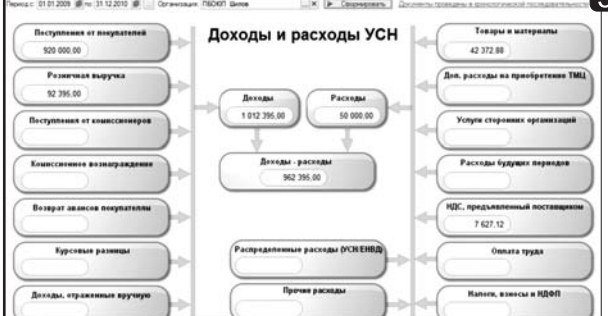 Период с: 01.01.2009 по: 31.12.2010 Организация: ПБОЮЛ Шилов ... X Сформировать Документы проведены в хронологической последовательности
Доходы и расходы УСН
Поступления от покупателей
920 000,00
Розничная выручка
92 395,00
Поступления от комиссионеров
Комиссионное вознаграждение
Возврат авансов покупателям
Курсовые разницы
Доходы, отраженные вручную
Доходы
1 012 395,00
Расходы
50 000,00
Доходы - расходы
962 395,00
Распределенные расходы (УСН/ЕНВД)
Прочие расходы
Товары и материалы
42 372,88
Доп. расходы на приобретение ТМЦ
Услуги сторонних организаций
Расходы будущих периодов
НДС, предъявленный поставщиком
7 627,12
Оплата труда
Налоги, взносы и НДФЛ